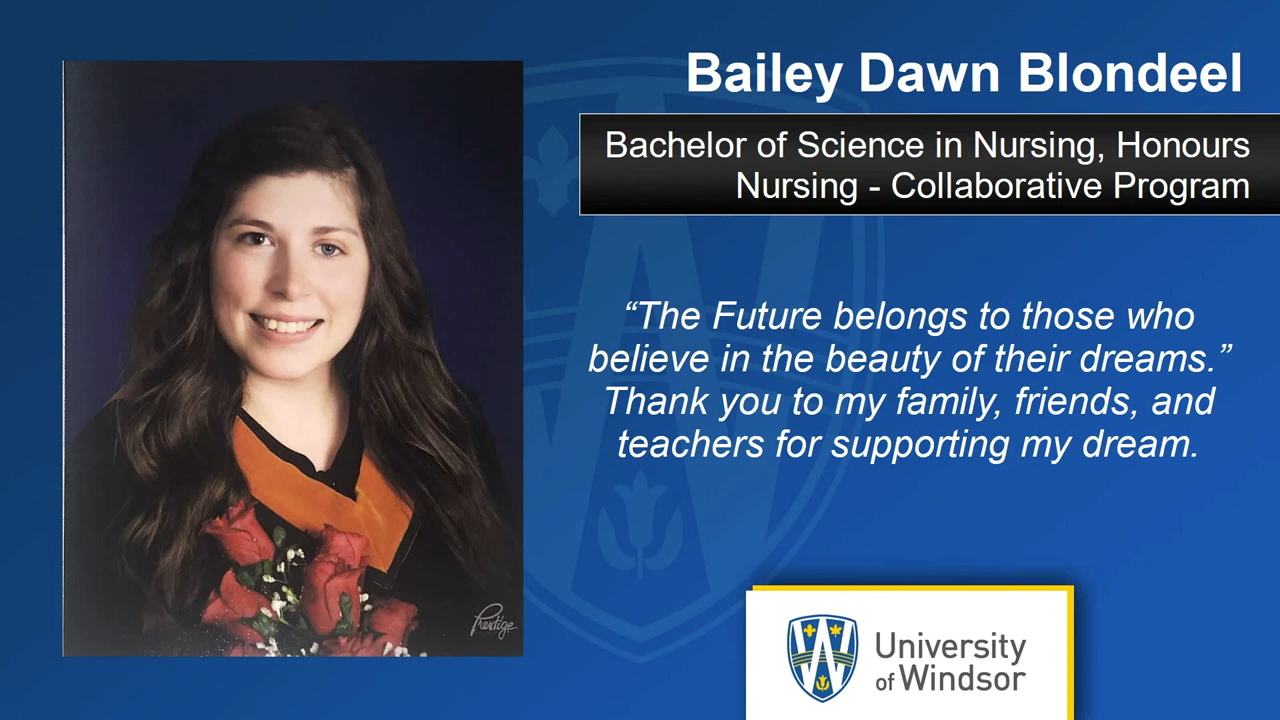 Bailey Dawn Blondeel
Bachelor of Science in Nursing, Honours
Nursing - Collaborative Program
“The Future belongs to those who
believe in the beauty of their dreams.”
Thank you to my family, friends, and
teachers for supporting my dream.
Prestige
University
of Windsor